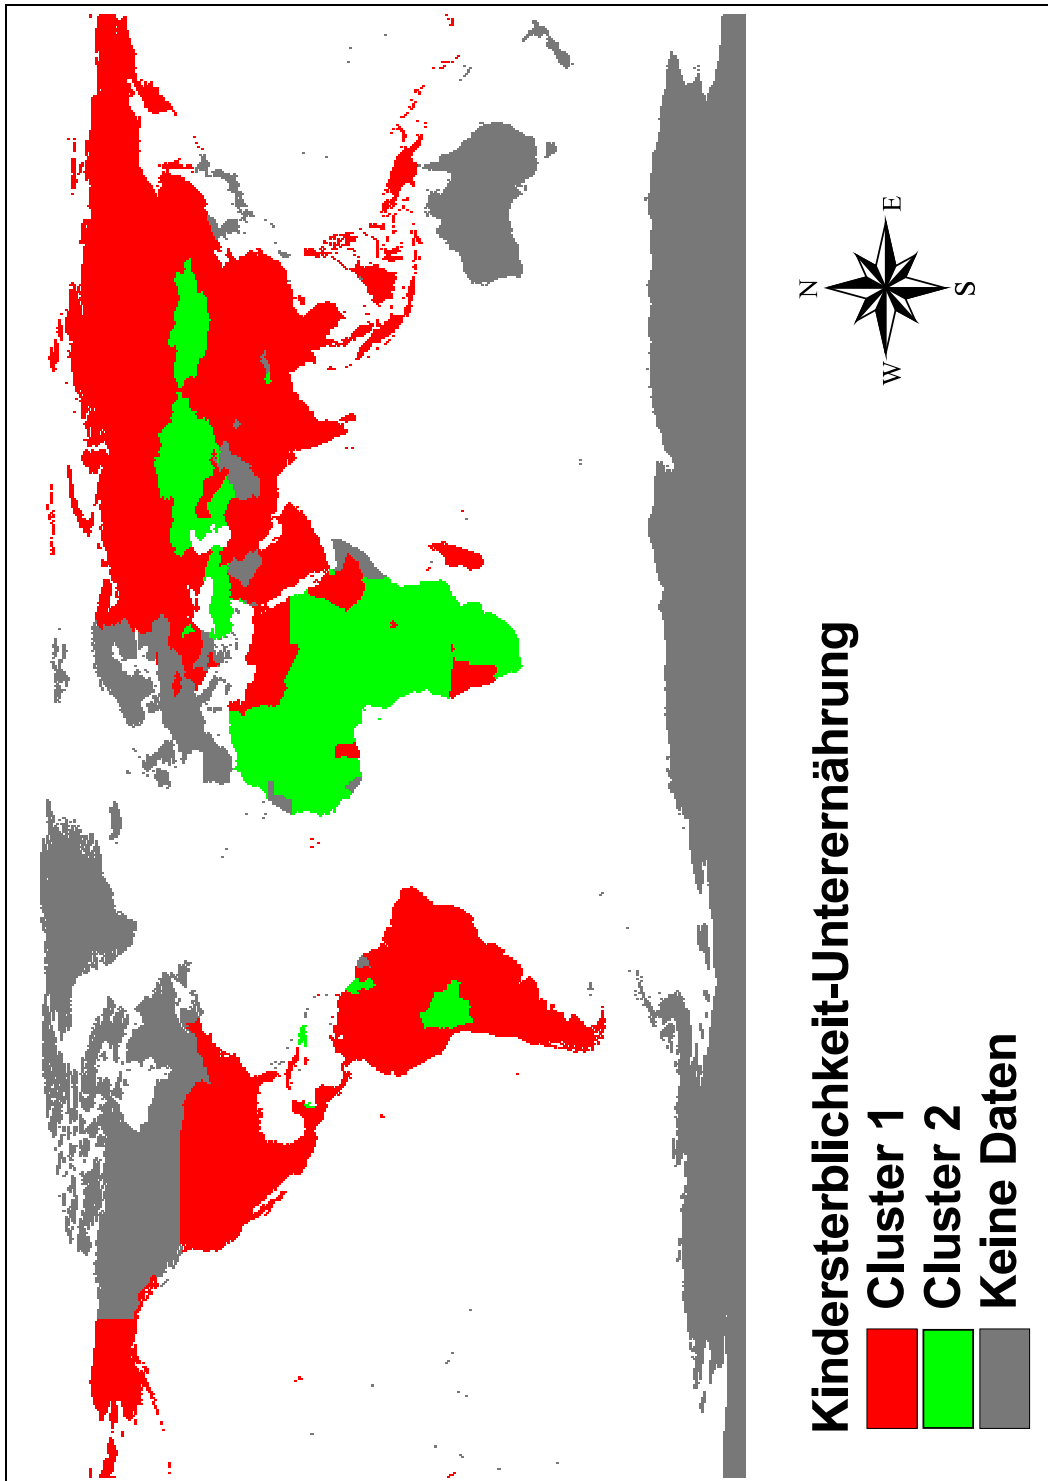 N
W
E
S
Kindersterblichkeit-Unterernährung
Cluster 1
Cluster 2
Keine Daten